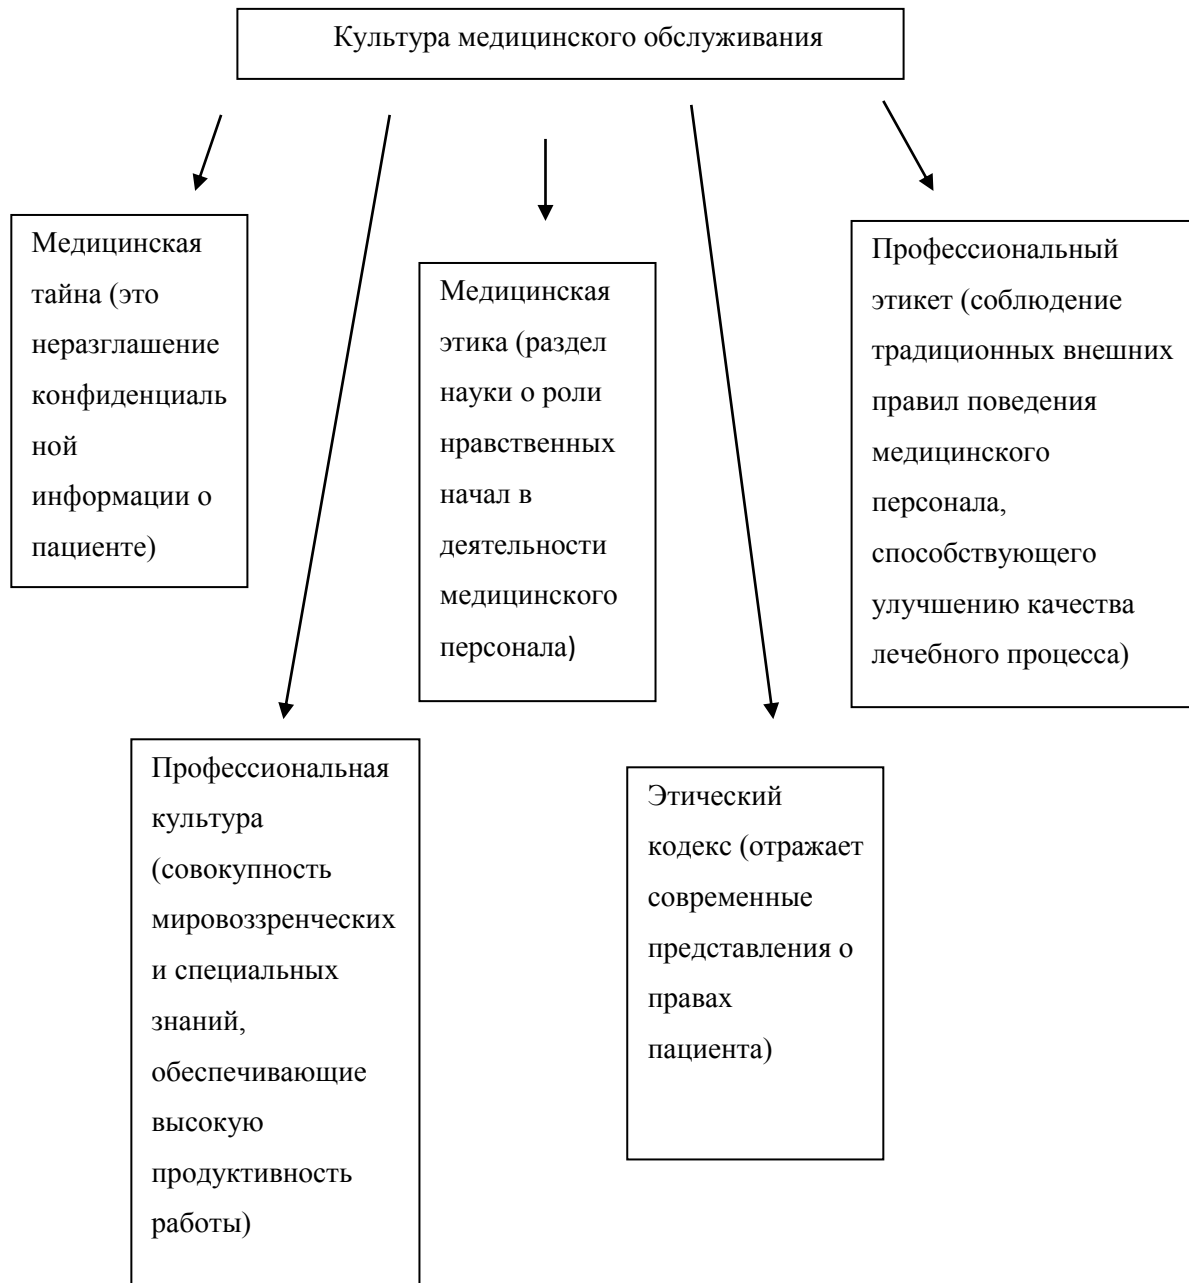 Культура медицинского обслуживания
Медицинская
тайна (это
неразглашение
конфиденциаль
ной
информации о
пациенте)
Медицинская
этика (раздел
науки о роли
нравственных
начал в
деятельности
медицинского
персонала)
Профессиональный
этикет (соблюдение
традиционных внешних
правил поведения
медицинского
персонала,
способствующего
улучшению качества
лечебного процесса)
Профессиональная
культура
(совокупность
мировоззренческих
и специальных
знаний,
обеспечивающие
высокую
продуктивность
работы)
Этический
кодекс (отражает
современные
представления о
правах
пациента)